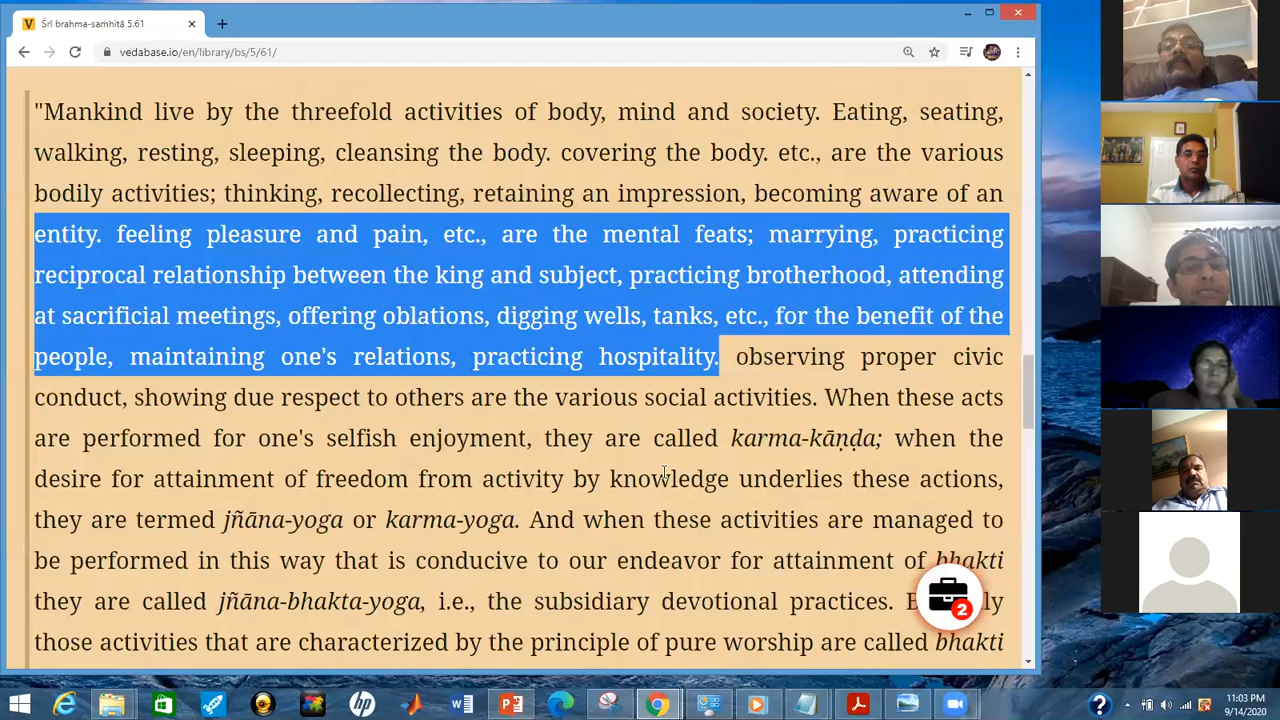 Śrī brahma-saṁhitā 5.61
vedabase.io/en/library/bs/5/61/
"Mankind live by the threefold activities of body, mind and society. Eating, seating,
walking, resting, sleeping, cleansing the body. covering the body. etc., are the various
bodily activities; thinking, recollecting, retaining an impression, becoming aware of an
entity. feeling pleasure and pain, etc., are the mental feats; marrying, practicing
reciprocal relationship between the king and subject, practicing brotherhood, attending
at sacrificial meetings, offering oblations, digging wells, tanks, etc., for the benefit of the
people, maintaining one's relations, practicing hospitality. observing proper civic
conduct, showing due respect to others are the various social activities. When these acts
are performed for one's selfish enjoyment, they are called karma-kāṇḍa; when the
desire for attainment of freedom from activity by knowledge underlies these actions,
they are termed jñāna-yoga or karma-yoga. And when these activities are managed to
be performed in this way that is conducive to our endeavor for attainment of bhakti
they are called jñāna-bhakta-yoga, i.e., the subsidiary devotional practices.
those activities that are characterized by the principle of pure worship are called bhakti
2
11:03 PM
9/14/2020